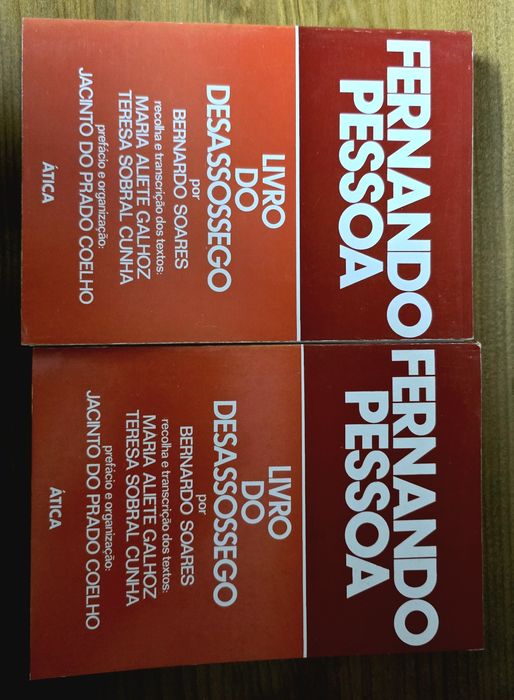 FERNANDO
PESSOA
LIVRO
DO
DESASSOSSEGO
por
BERNARDO SOARES
recolha e transcrição dos textos:
MARIA ALIETE GALHOZ
TERESA SOBRAL CUNHA
prefácio e organização:
JACINTO DO PRADO COELHO
ÁTICA
FERNANDO
PESSOA
LIVRO
DO
DESASSOSSEGO
por
BERNARDO SOARES
recolha e transcrição dos textos:
MARIA ALIETE GALHOZ
TERESA SOBRAL CUNHA
prefácio e organização:
JACINTO DO PRADO COELHO
ÁTICA